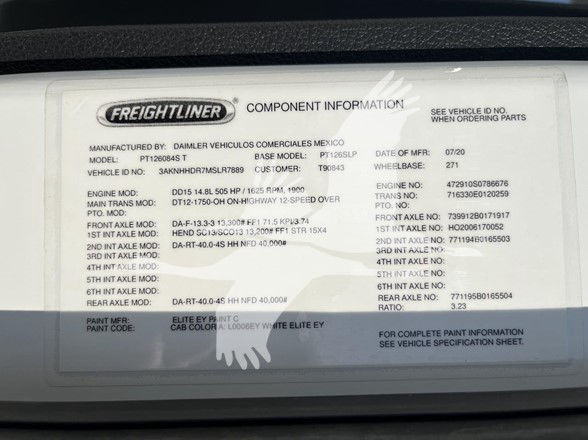 FREIGHTLINER® COMPONENT INFORMATION SEE VEHICLE ID NO. WHEN ORDERING PARTS
MANUFACTURED BY: DAIMLER VEHICULOS COMERCIALES MEXICO
MODEL: PT126084S T BASE MODEL: PT126SLP DATE OF MFD: 07/20
VEHICLE ID NO: 3AKNHHDR7MSLR7889 CUSTOMER: T90843 WHEELBASE: 271
ENGINE MOD: DD15 14.8L 505 HP / 1625 RPM, 1900 ENGINE NO: 472910S0786676
MAIN TRANS MOD: DT12-1750-OH ON-HIGHWAY 12-SPEED OVER TRANS NO: 716330E0120259
PTO. MOD: PTO. NO:
FRONT AXLE MOD: DA-F-13.3-3 13,300# FF1 71.5 KPI/3.74 FRONT AXLE NO: 739912B0171917
1ST INT AXLE MOD: HEND SC13/SCO13 13,200# FF1 STR 15X4 1ST INT AXLE NO: HO2006170052
2ND INT AXLE MOD: DA-RT-40.0-4S HH NFD 40,000# 2ND INT AXLE NO: 771194B0165503
3RD INT AXLE MOD: 3RD INT AXLE NO:
4TH INT AXLE MOD: 4TH INT AXLE NO:
5TH INT AXLE MOD: 5TH INT AXLE NO:
6TH INT AXLE MOD: 6TH INT AXLE NO:
REAR AXLE MOD: DA-RT-40.0-4S HH NFD 40,000# REAR AXLE NO: 771195B0165504
RATIO: 3.23
PAINT MFR: ELITE EY PAINT C
PAINT CODE: CAB COLOR A: L0006EY WHITE ELITE EY
FOR COMPLETE PAINT INFORMATION
SEE VEHICLE SPECIFICATION SHEET.